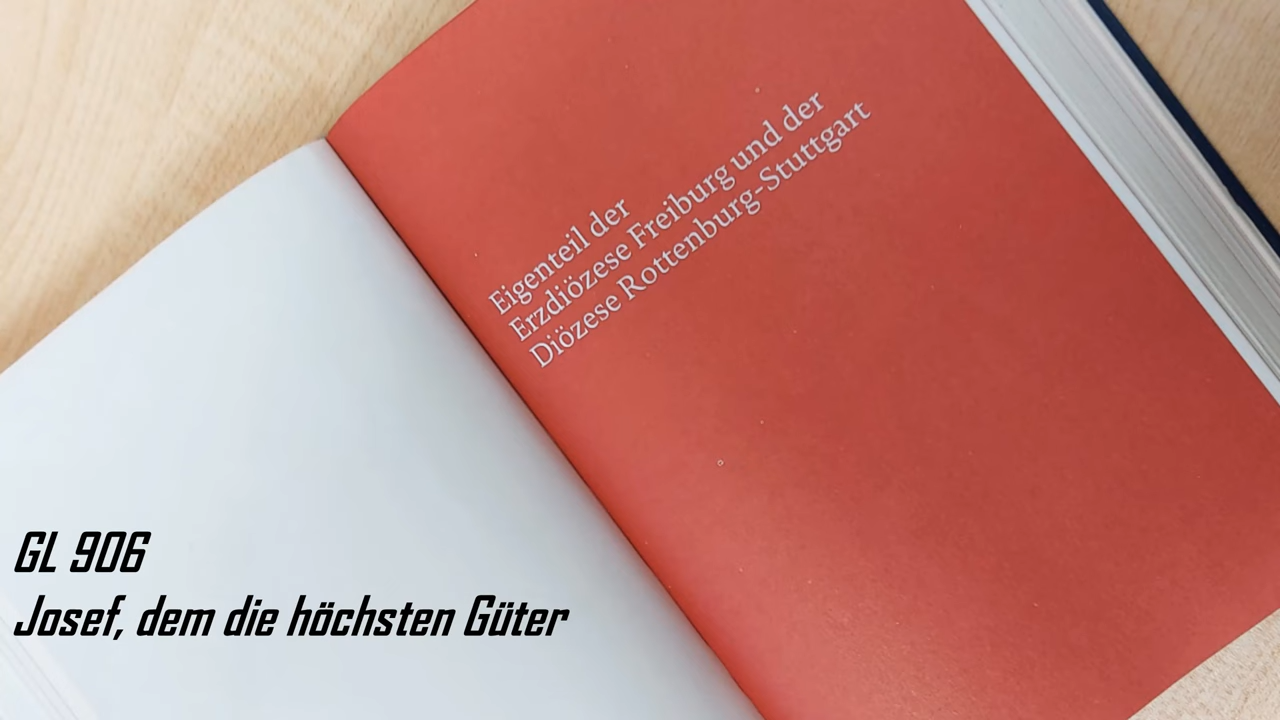 Eigenteil der
Erzdiözese Freiburg und der
Diözese Rottenburg-Stuttgart
GL 906
Josef, dem die höchsten Güter